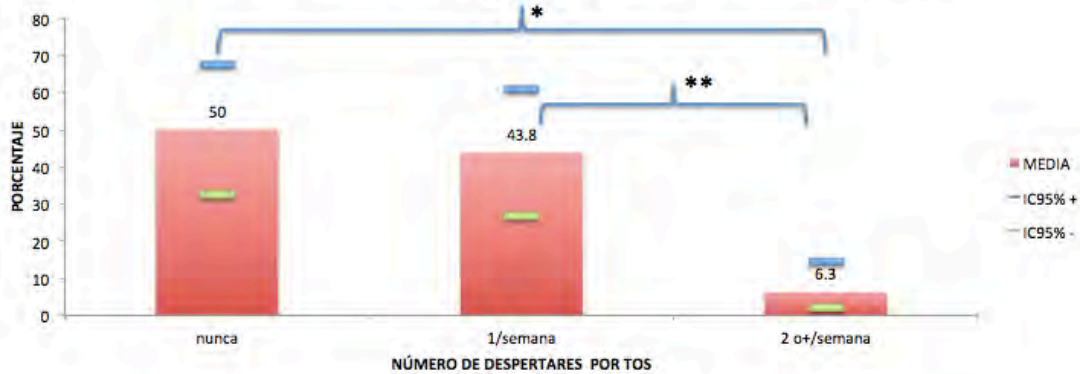 80
70
60
50
40
30
20
10
0
PORCENTAJE
*
**
50
43.8
6.3
nunca
1/semana
2 o+/semana
NÚMERO DE DESPERTARES POR TOS
MEDIA
IC95% +
IC95% -